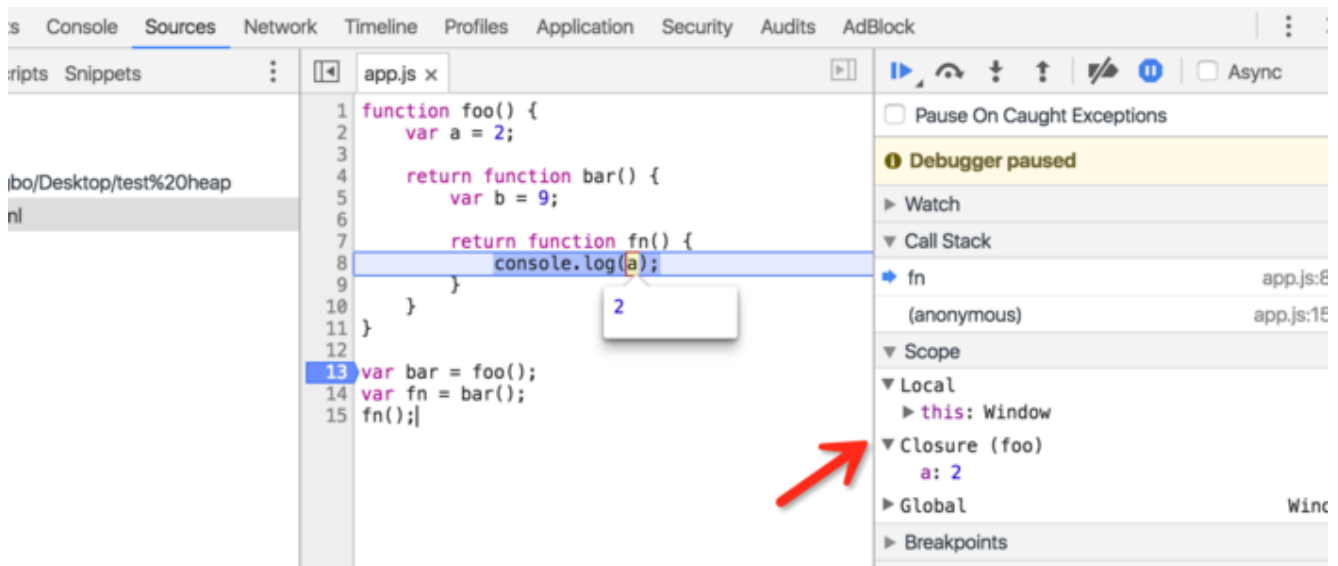 Console Sources Network Timeline Profiles Application Security Audits AdBlock
Snippets
app.js ×
Async
1 function foo() {
2     var a = 2;
3
4     return function bar() {
5         var b = 9;
6
7         return function fn() {
8             console.log(a);
9         }
10     }
11 }
12
13 var bar = foo();
14 var fn = bar();
15 fn();
2
/Desktop/test%20heap
Pause On Caught Exceptions
Debugger paused
Watch
Call Stack
fn app.js:8
(anonymous) app.js:15
Scope
Local
this: Window
Closure (foo)
a: 2
Global
Breakpoints